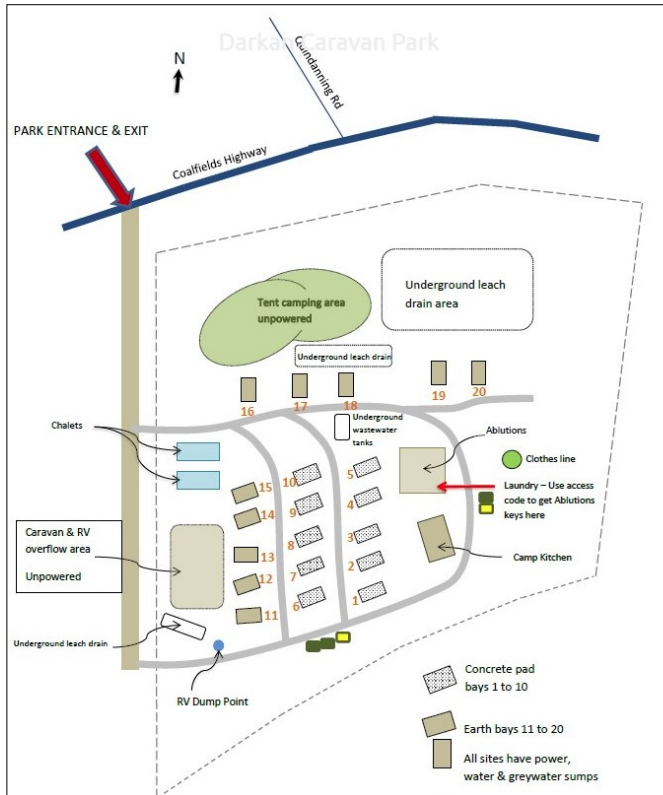 Darkan Caravan Park
N
Quindanning Rd
PARK ENTRANCE & EXIT
Coalfields Highway
Tent camping area
unpowered
Underground leach
drain area
Underground leach drain
16
17
18
19
20
Underground
wastewater
tanks
Chalets
Ablutions
Clothes line
Laundry – Use access
code to get Ablutions
keys here
Camp Kitchen
15
14
13
12
11
10
9
8
7
6
5
4
3
2
1
Caravan & RV
overflow area
Unpowered
Underground leach drain
RV Dump Point
Concrete pad
bays 1 to 10
Earth bays 11 to 20
All sites have power,
water & greywater sumps